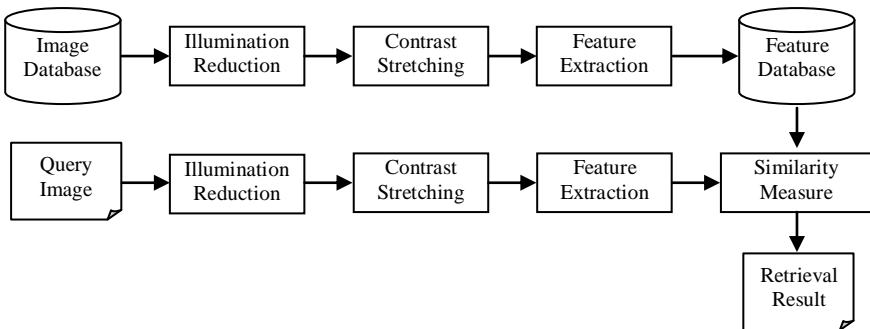 Image
Database
Illumination
Reduction
Contrast
Stretching
Feature
Extraction
Feature
Database
Query
Image
Illumination
Reduction
Contrast
Stretching
Feature
Extraction
Similarity
Measure
Retrieval
Result